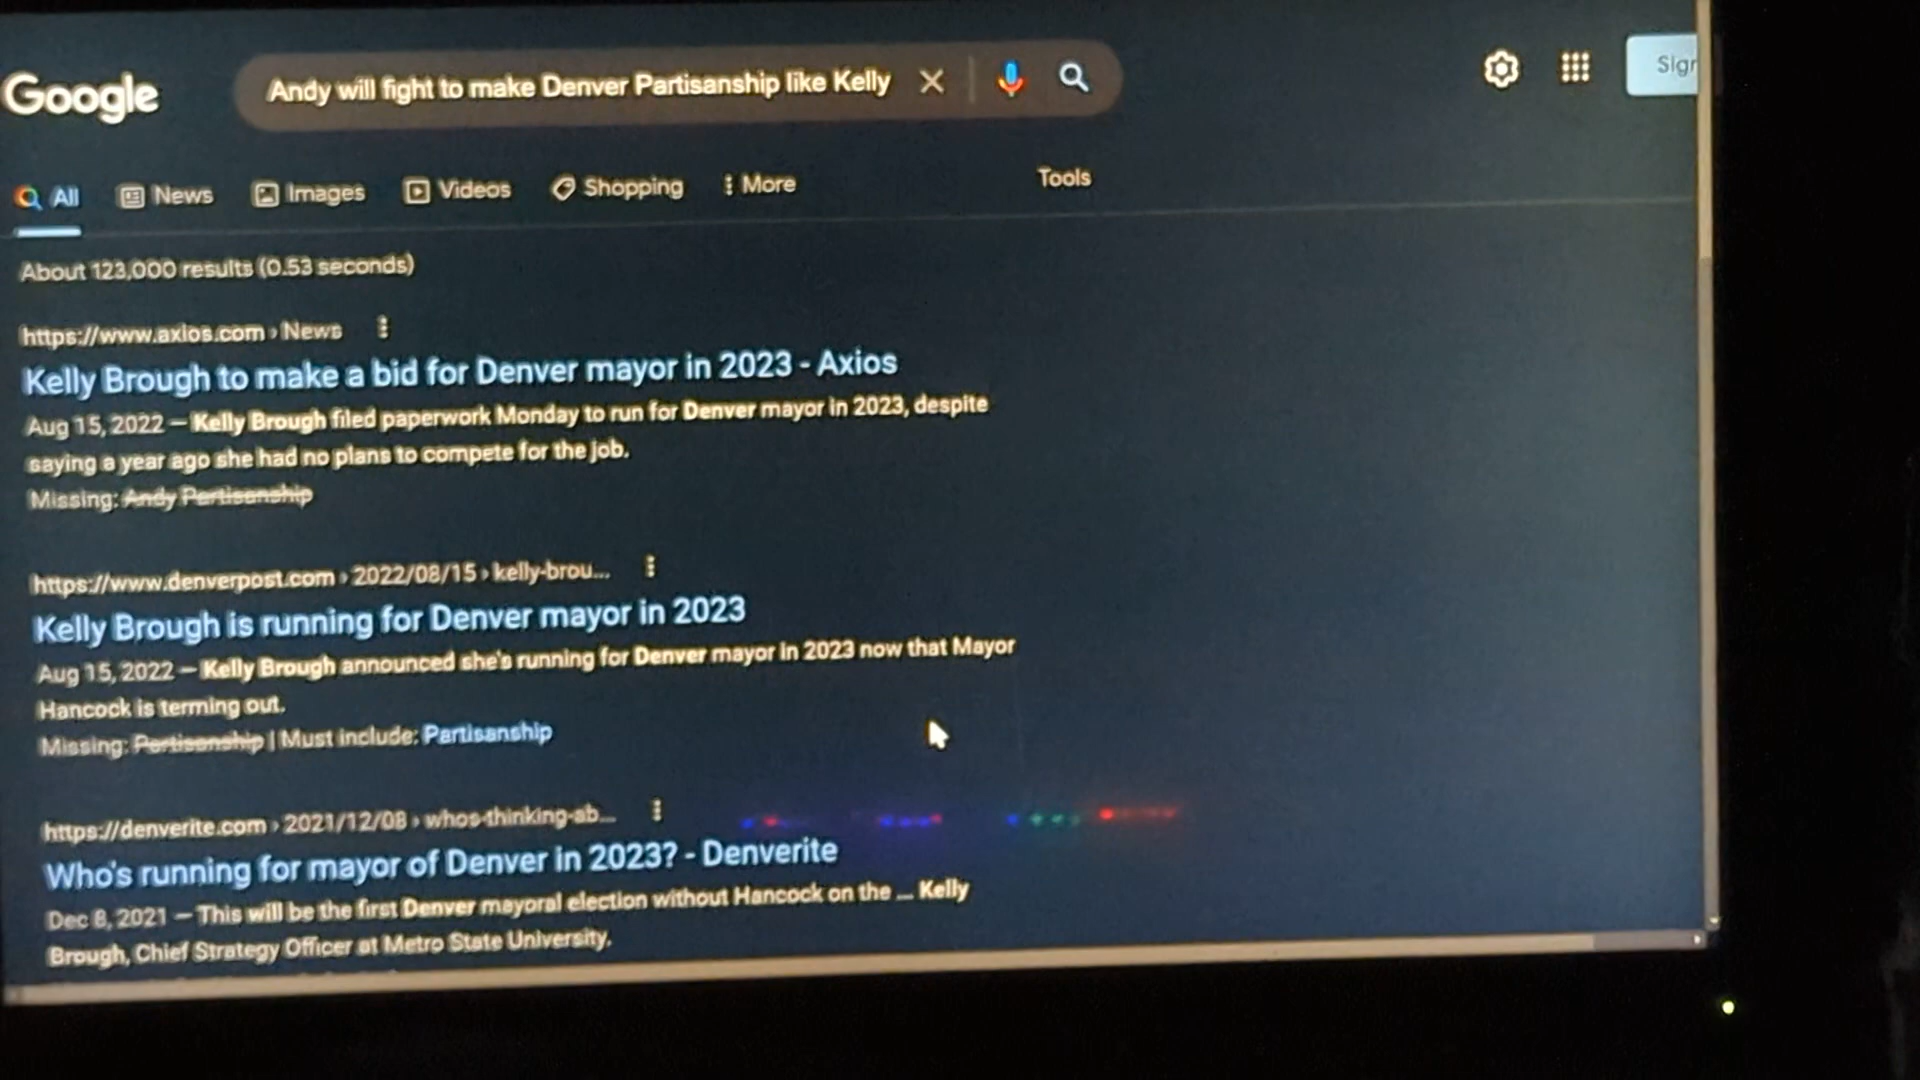 Google
Andy will fight to make Denver Partisanship like Kelly
Sign
All News Images Videos Shopping More Tools
About 123,000 results (0.53 seconds)
https://www.axios.com › News
Kelly Brough to make a bid for Denver mayor in 2023 - Axios
Aug 15, 2022 — Kelly Brough filed paperwork Monday to run for Denver mayor in 2023, despite
saying a year ago she had no plans to compete for the job.
Missing: Andy Partisanship
https://www.denverpost.com › 2022/08/15 › kelly-brou...
Kelly Brough is running for Denver mayor in 2023
Aug 15, 2022 — Kelly Brough announced she's running for Denver mayor in 2023 now that Mayor
Hancock is terming out.
Missing: Partisanship | Must include: Partisanship
https://denverite.com › 2021/12/08 › whos-thinking-ab...
Who's running for mayor of Denver in 2023? - Denverite
Dec 8, 2021 — This will be the first Denver mayoral election without Hancock on the ... Kelly
Brough, Chief Strategy Officer at Metro State University.